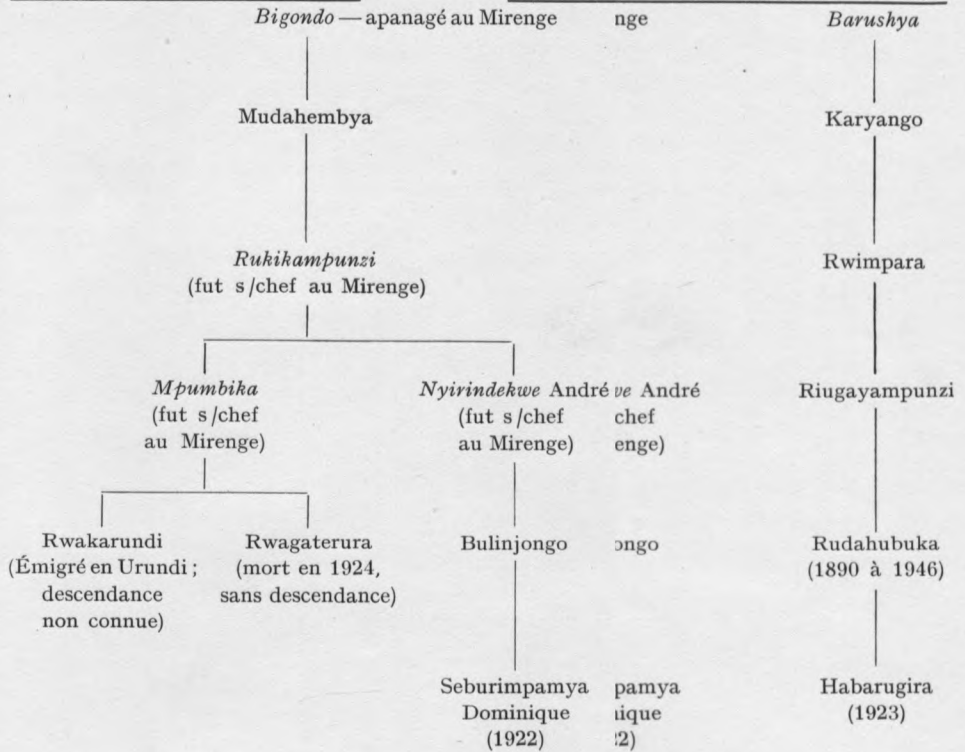 Bigondo — apanagé au Mirenge nge Barushya
Mudahembya Karyango
Rukikampunzi Rwimpara
(fut s/chef au Mirenge)
Mpumbika Nyirindekwe André ve André Riugayampunzi
(fut s/chef (fut s/chef chef
au Mirenge) au Mirenge) enge)
Rwakarundi Rwagaterura Bulinjongo ongo Rudahubuka
(Émigré en Urundi ; (mort en 1924, (1890 à 1946)
descendance sans descendance)
non connue)
Seburimpamya pamya Habarugira
Dominique ique (1923)
(1922) 2)